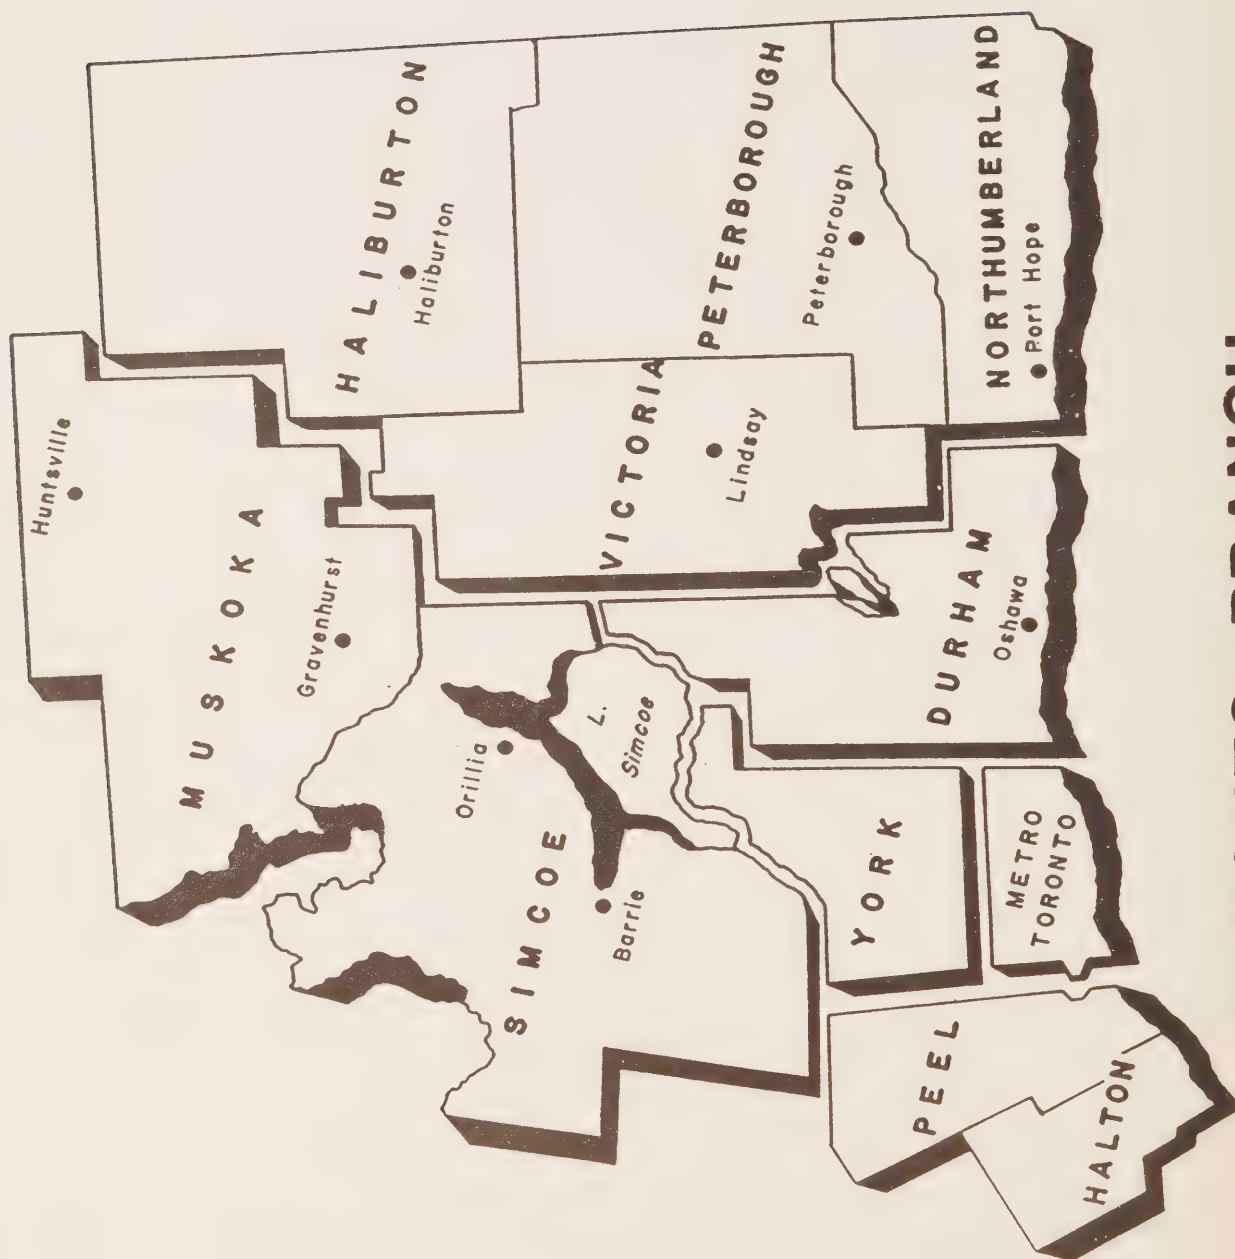 Huntsville
MUSKOKA
Gravenhurst
HALIBURTON
Haliburton
VICTORIA
Lindsay
PETERBOROUGH
Peterborough
NORTHUMBERLAND
Port Hope
Orillia
L.
Simcoe
SIMCOE
Barrie
DURHAM
Oshawa
YORK
METRO
TORONTO
PEEL
HALTON